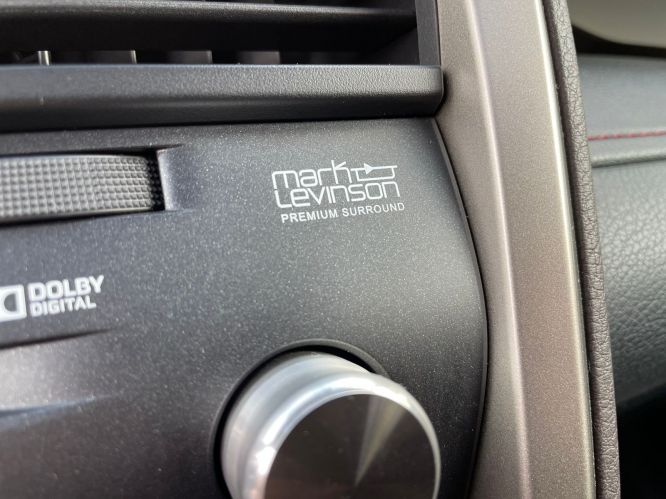 mark
Levinson
PREMIUM SURROUND
DOLBY
DIGITAL